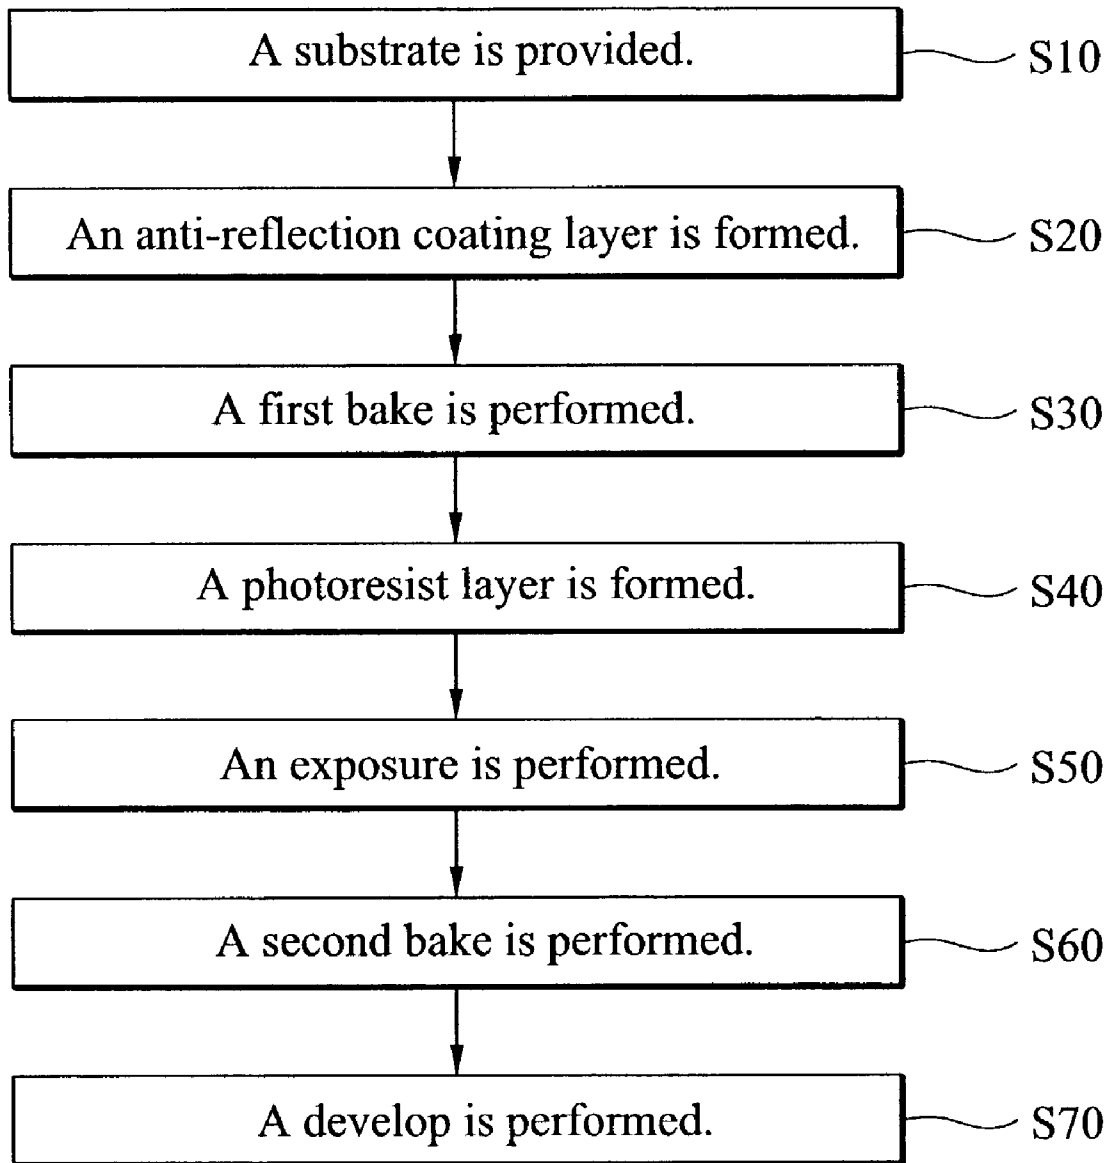 A substrate is provided. S10
An anti-reflection coating layer is formed. S20
A first bake is performed. S30
A photoresist layer is formed. S40
An exposure is performed. S50
A second bake is performed. S60
A develop is performed. S70